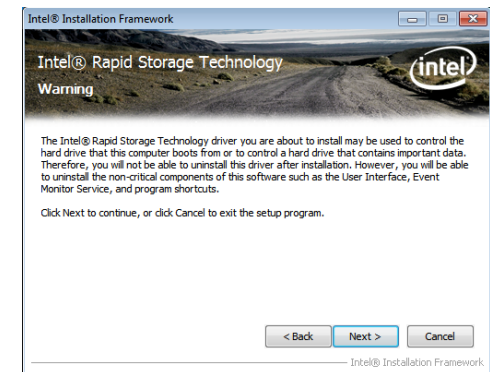 Intel® Installation Framework
Intel® Rapid Storage Technology
Warning
intel
The Intel® Rapid Storage Technology driver you are about to install may be used to control the
hard drive that this computer boots from or to control a hard drive that contains important data.
Therefore, you will not be able to uninstall this driver after installation. However, you will be able
to uninstall the non-critical components of this software such as the User Interface, Event
Monitor Service, and program shortcuts.
Click Next to continue, or click Cancel to exit the setup program.
< Back
Next >
Cancel
Intel® Installation Framework